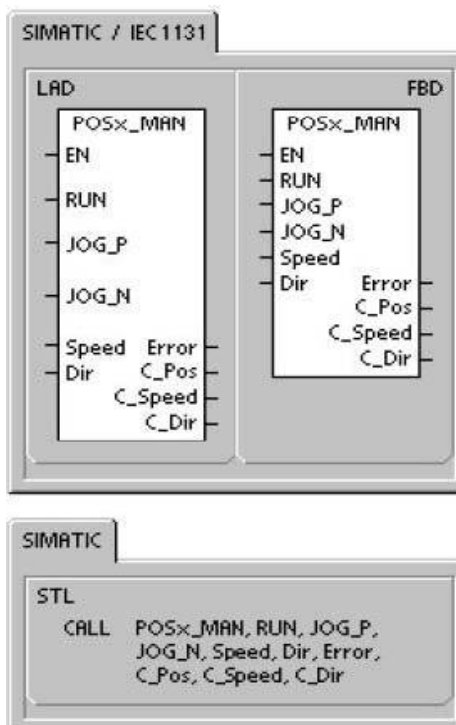 SIMATIC / IEC1131
LAD
FBD
POSx_MAN
EN
RUN
JOG_P
JOG_N
Speed Error
Dir C_Pos
C_Speed
C_Dir
POSx_MAN
EN
RUN
JOG_P
JOG_N
Speed
Dir Error
C_Pos
C_Speed
C_Dir
SIMATIC
STL
CALL POSx_MAN, RUN, JOG_P,
JOG_N, Speed, Dir, Error,
C_Pos, C_Speed, C_Dir